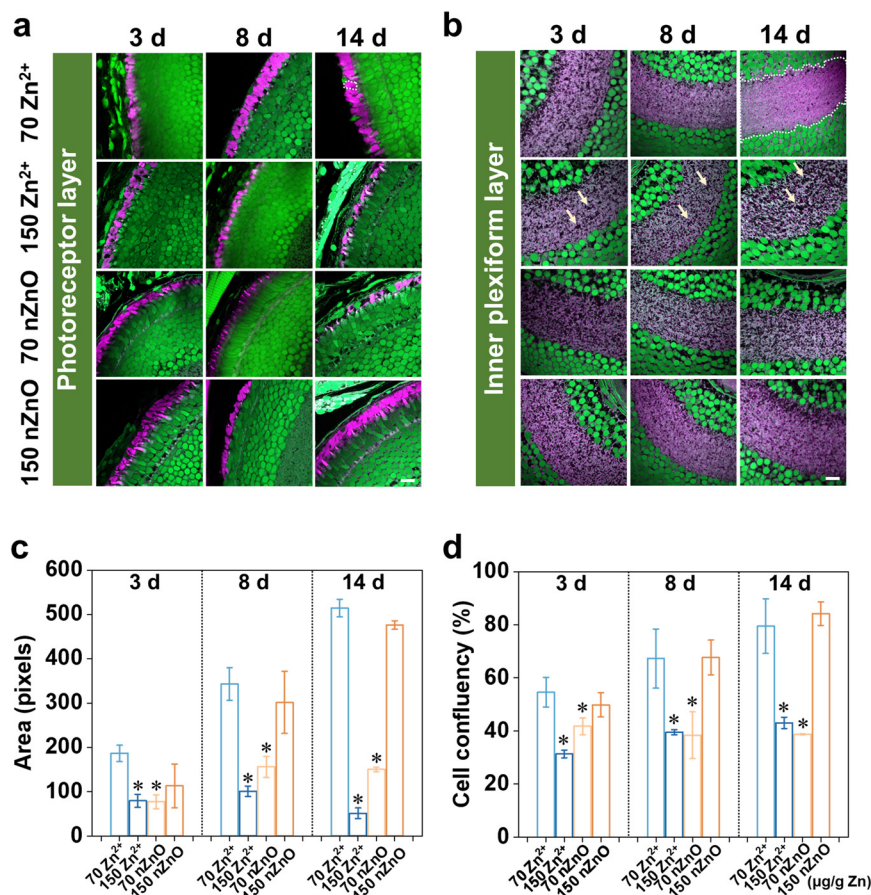 a
3 d 8 d 14 d
Photoreceptor layer
70 Zn²⁺
150 Zn²⁺
70 nZnO
150 nZnO
b
3 d 8 d 14 d
Inner plexiform layer
c
Area (pixels)
600
500
400
300
200
100
0
3 d 8 d 14 d
* * * * * *
70 Zn²⁺ 150 Zn²⁺ 70 nZnO 150 nZnO 70 Zn²⁺ 150 Zn²⁺ 70 nZnO 150 nZnO 70 Zn²⁺ 150 Zn²⁺ 70 nZnO 150 nZnO
d
Cell confluency (%)
100
80
60
40
20
0
3 d 8 d 14 d
* * * * * *
70 Zn²⁺ 150 Zn²⁺ 70 nZnO 150 nZnO 70 Zn²⁺ 150 Zn²⁺ 70 nZnO 150 nZnO 70 Zn²⁺ 150 Zn²⁺ 70 nZnO 150 nZnO (µg/g Zn)